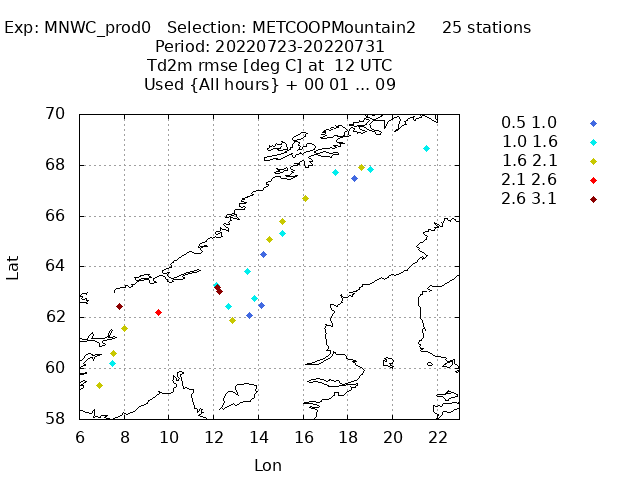 Exp: MNWC_prod0   Selection: METCOOPMountain2     25 stations
Period: 20220723-20220731
Td2m rmse [deg C] at  12 UTC
Used {All hours} + 00 01 ... 09
0.5 1.0
1.0 1.6
1.6 2.1
2.1 2.6
2.6 3.1
70
68
66
64
62
60
58
Lat
6 8 10 12 14 16 18 20 22
Lon